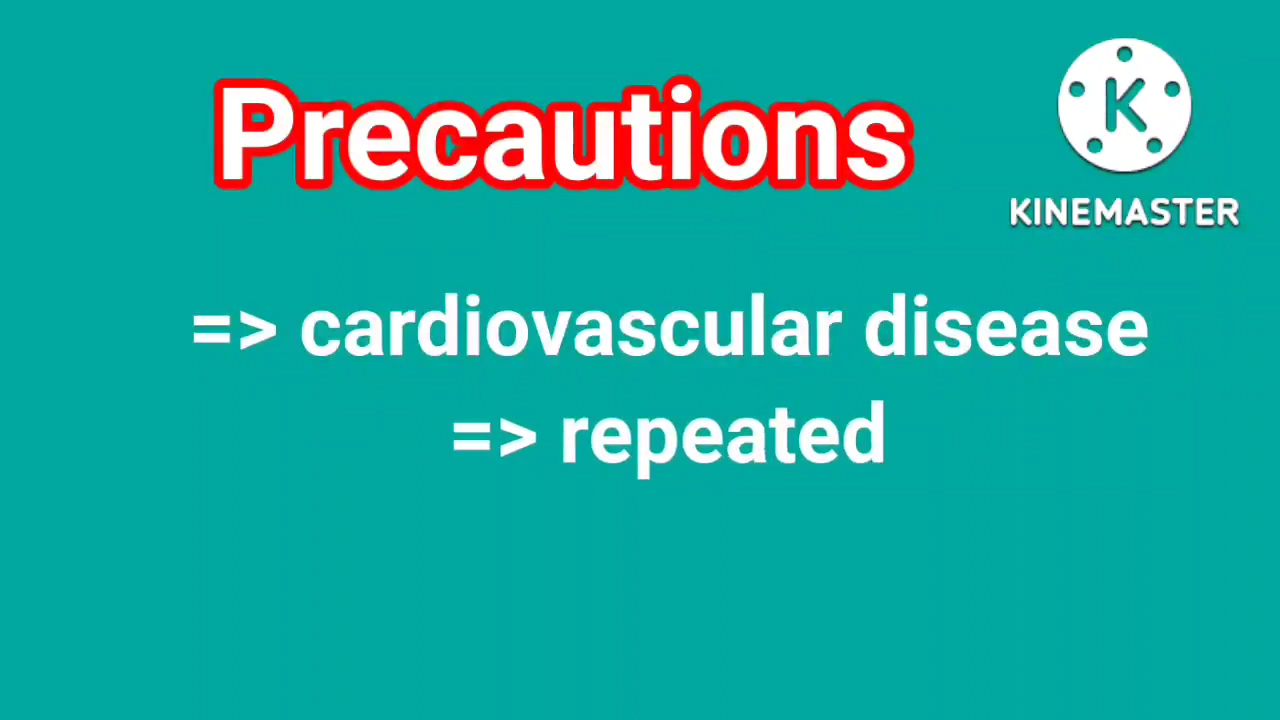 Precautions
K
KINEMASTER
=> cardiovascular disease
=> repeated